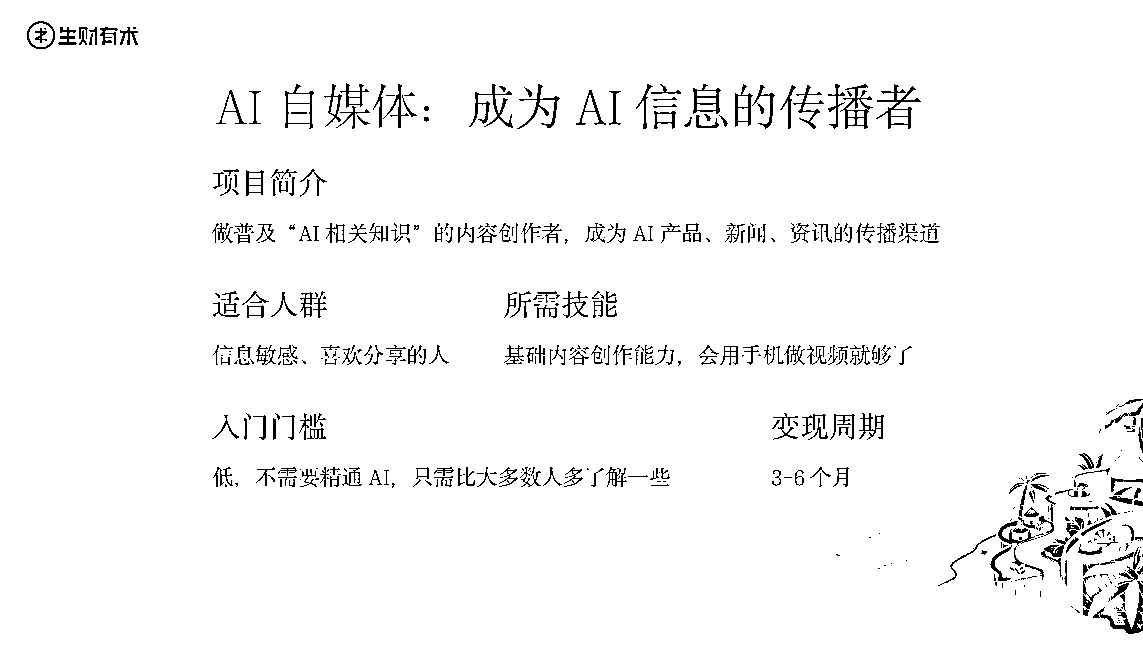 生财有术
AI 自媒体：成为 AI 信息的传播者
项目简介
做普及“AI 相关知识”的内容创作者，成为 AI 产品、新闻、资讯的传播渠道
适合人群
所需技能
信息敏感、喜欢分享的人
基础内容创作能力，会用手机做视频就够了
入门门槛
变现周期
低，不需要精通 AI，只需比大多数人多了解一些
3-6 个月